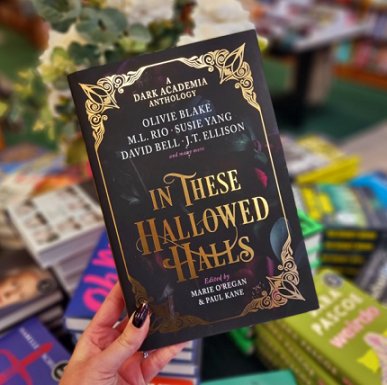 A
DARK ACADEMIA
ANTHOLOGY
OLIVIE BLAKE
M.L. RIO · SUSIE YANG
DAVID BELL · J.T. ELLISON
and many more
IN THESE
HALLOWED
HALLS
Edited by
MARIE O'REGAN
& PAUL KANE
PASCOE